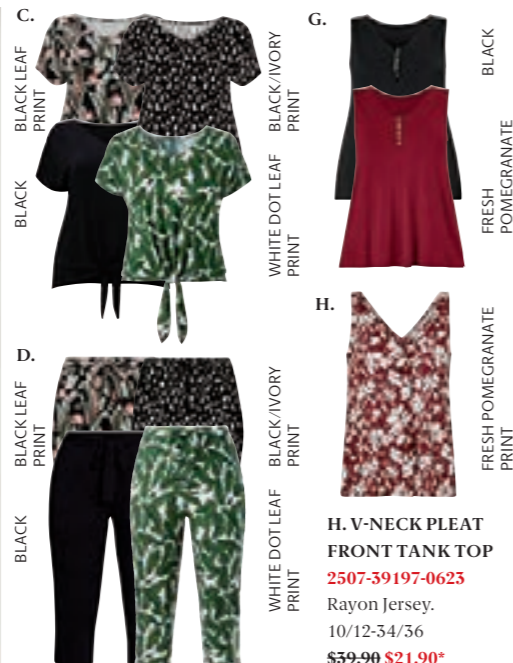 C.
BLACK LEAF
PRINT
BLACK/IVORY
PRINT
BLACK
WHITE DOT LEAF
PRINT
D.
BLACK LEAF
PRINT
BLACK/IVORY
PRINT
BLACK
WHITE DOT LEAF
PRINT
G.
BLACK
FRESH
POMEGRANATE
H.
FRESH POMEGRANATE
PRINT
H. V-NECK PLEAT
FRONT TANK TOP
2507-39197-0623
Rayon Jersey.
10/12-34/36
$39.90 $21.90*